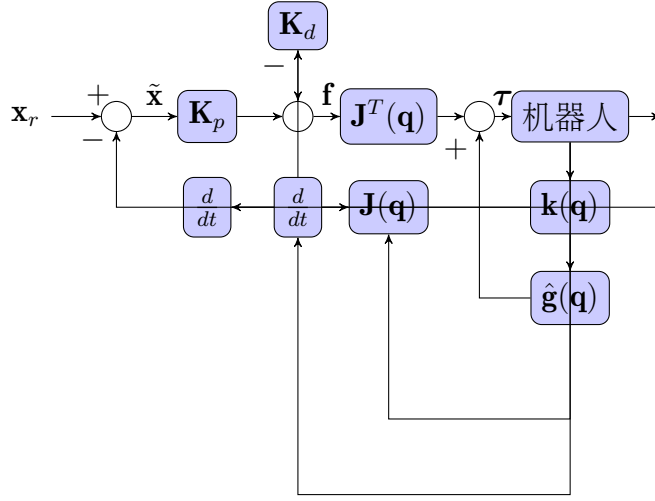 K_d
−
x_r + − x̃ K_p f J^T(q) + τ 机器人
d/dt d/dt J(q) k(q)
ĝ(q)